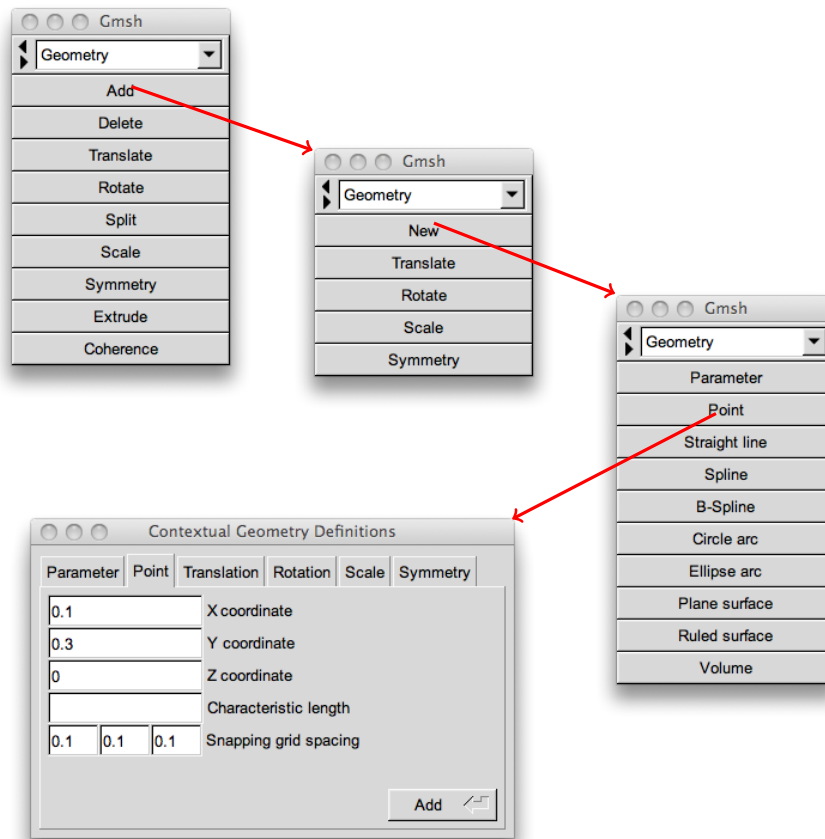 Gmsh
Geometry
Add
Delete
Translate
Rotate
Split
Scale
Symmetry
Extrude
Coherence
Gmsh
Geometry
New
Translate
Rotate
Scale
Symmetry
Gmsh
Geometry
Parameter
Point
Straight line
Spline
B-Spline
Circle arc
Ellipse arc
Plane surface
Ruled surface
Volume
Contextual Geometry Definitions
Parameter Point Translation Rotation Scale Symmetry
0.1 X coordinate
0.3 Y coordinate
0 Z coordinate
Characteristic length
0.1 0.1 0.1 Snapping grid spacing
Add